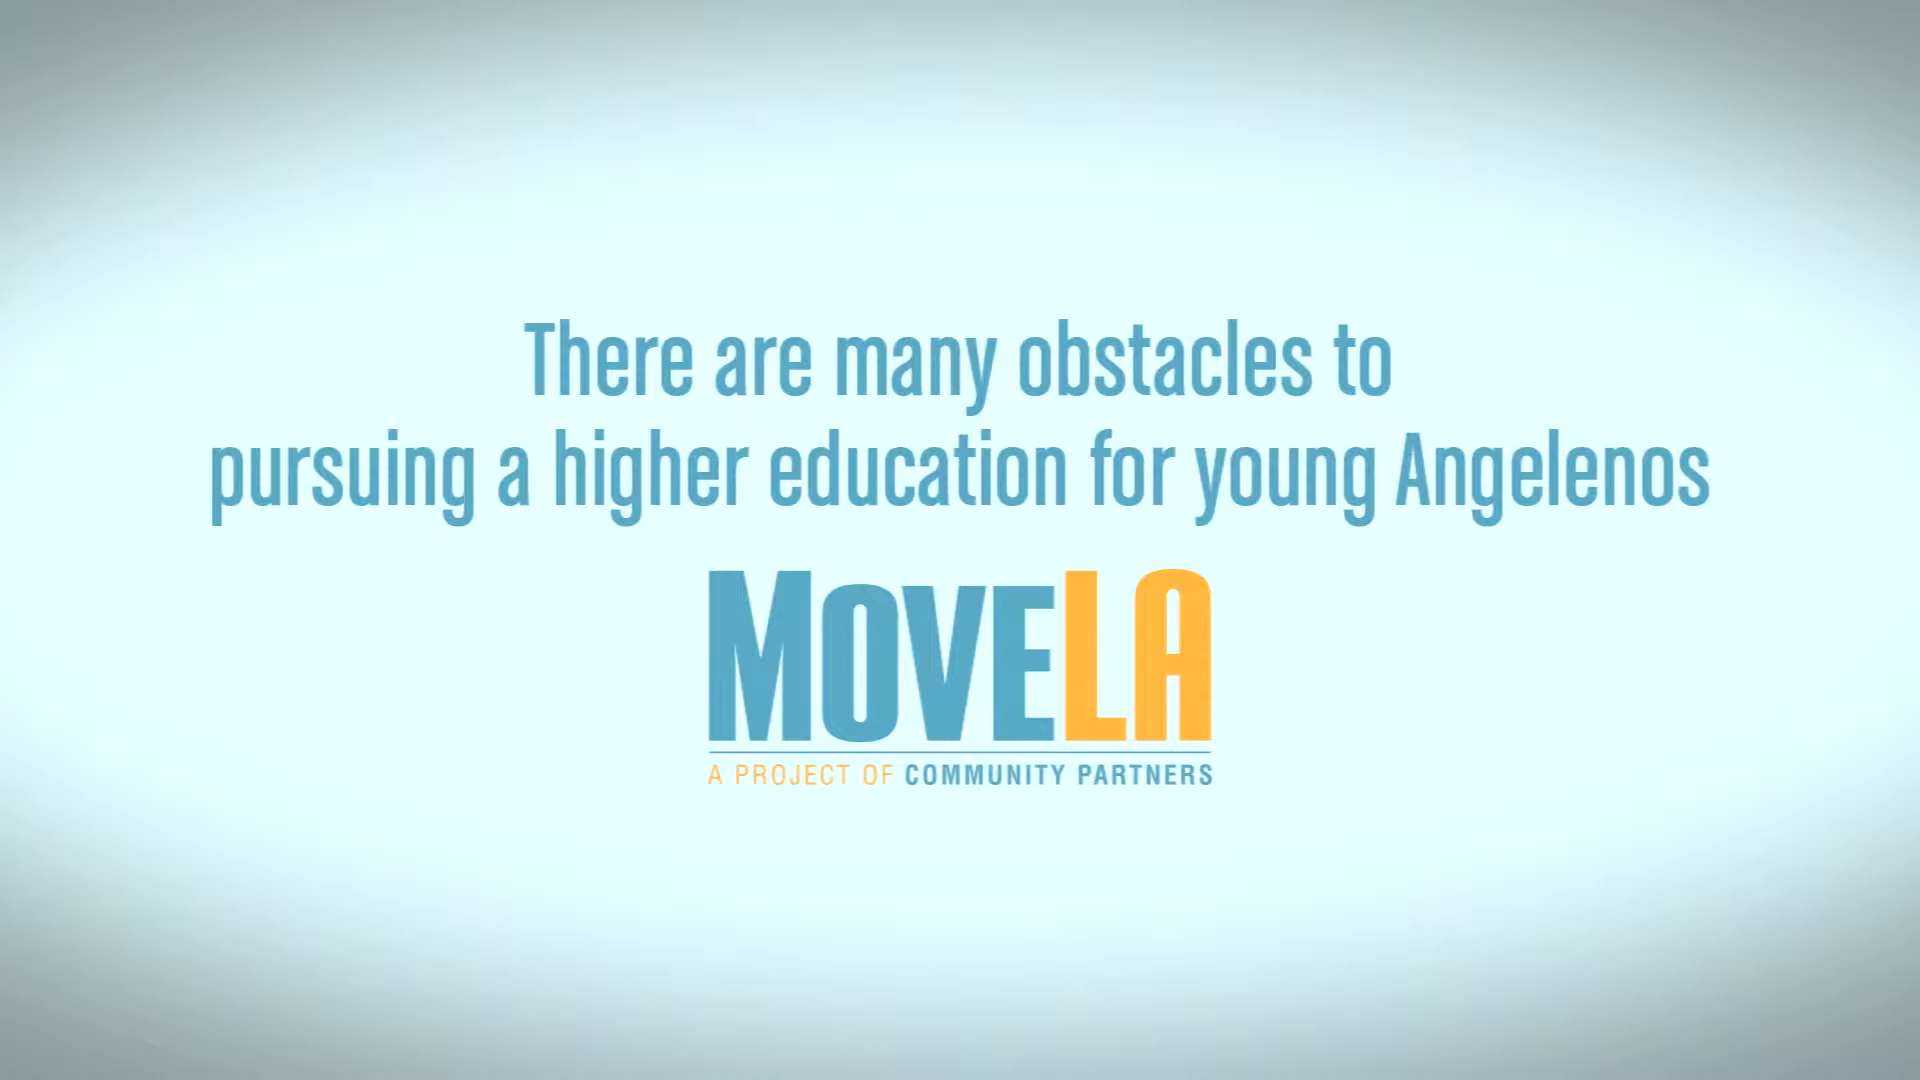 There are many obstacles to
pursuing a higher education for young Angelenos
MOVELA
A PROJECT OF COMMUNITY PARTNERS